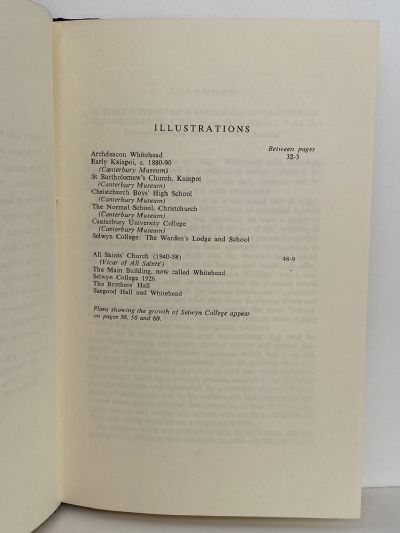 ILLUSTRATIONS
Between pages
Archdeacon Whitehead 32-3
Early Kaiapoi, c. 1880-90
(Canterbury Museum)
St Bartholomew's Church, Kaiapoi
(Canterbury Museum)
Christchurch Boys' High School
(Canterbury Museum)
The Normal School, Christchurch
(Canterbury Museum)
Canterbury University College
(Canterbury Museum)
Selwyn College: The Warden's Lodge and School
All Saints' Church (1940-58) 48-9
(Vicar of All Saints')
The Main Building, now called Whitehead
Selwyn College 1926
The Brothers' Hall
Sargood Hall and Whitehead
Plans showing the growth of Selwyn College appear
on pages 36, 50 and 60.